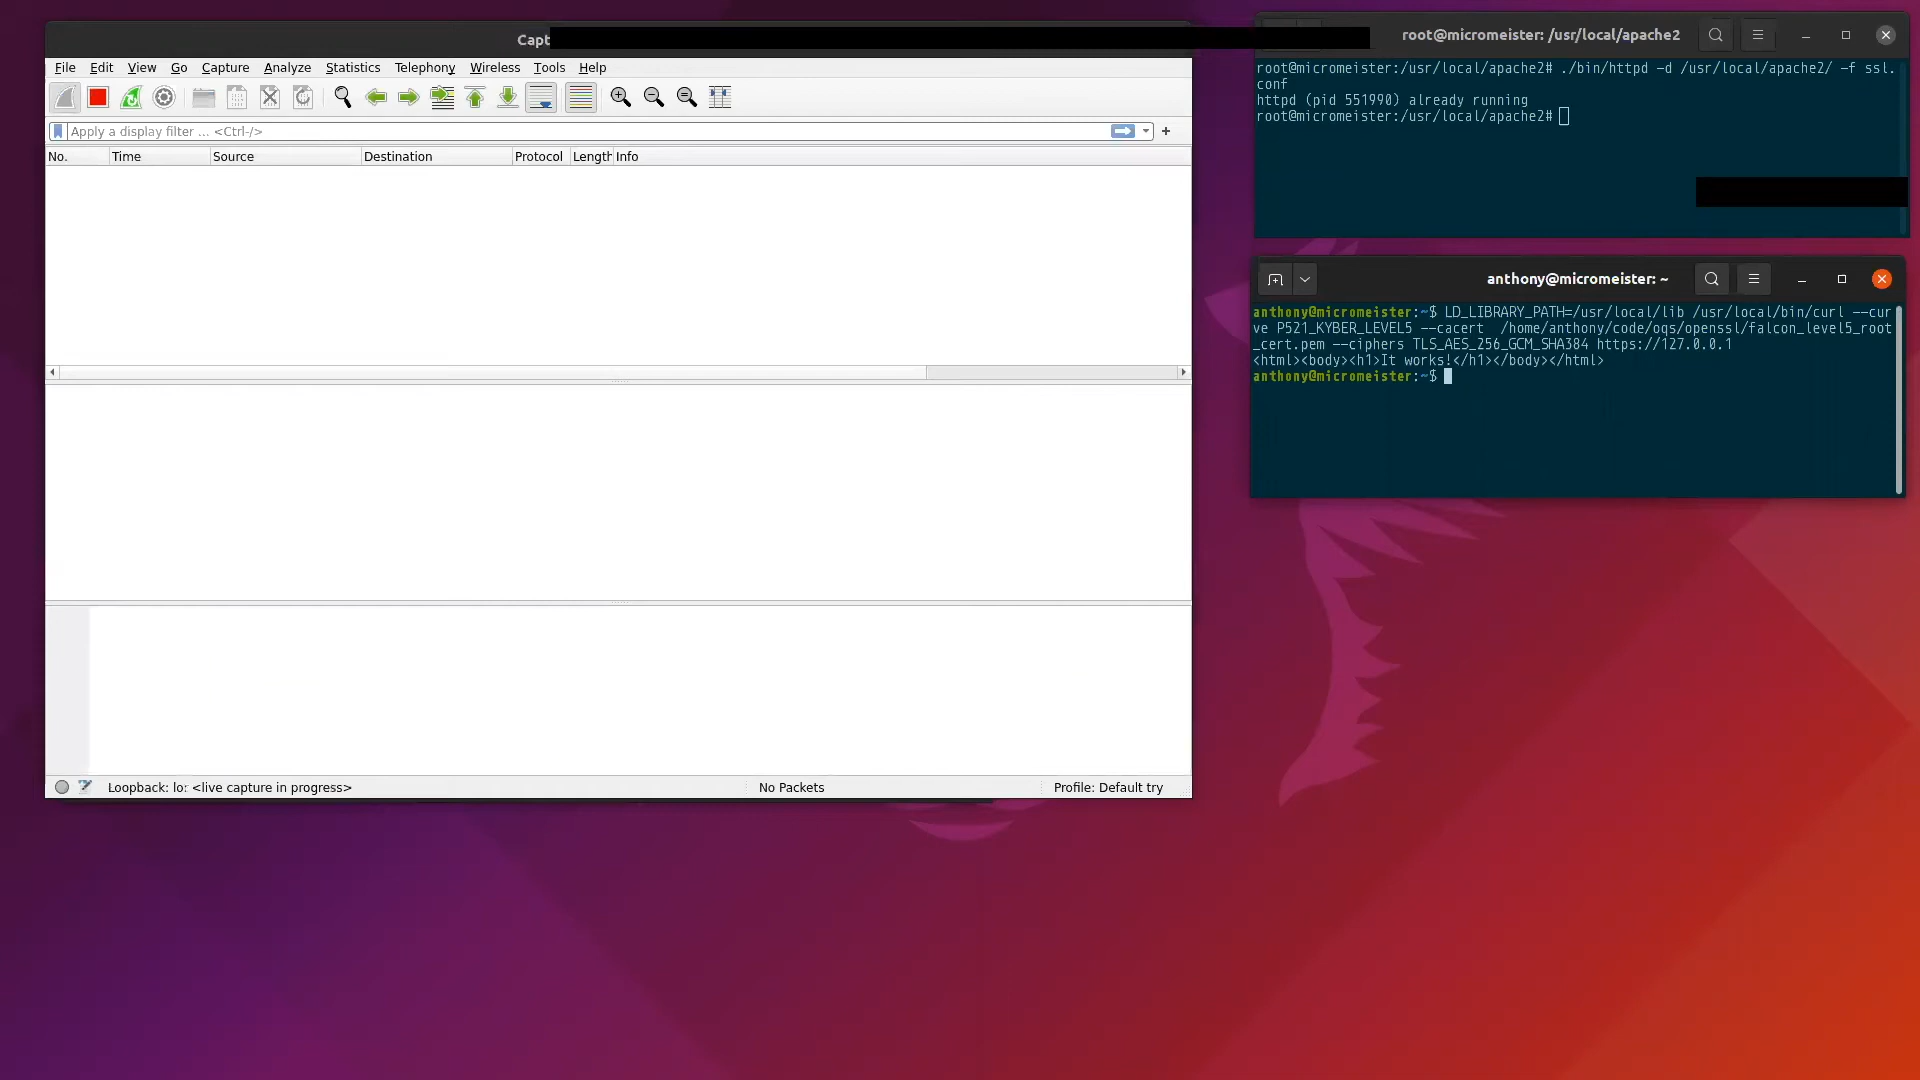 Capt
File Edit View Go Capture Analyze Statistics Telephony Wireless Tools Help
Apply a display filter … <Ctrl-/>
No. Time Source Destination Protocol Length Info
Loopback: lo: <live capture in progress> No Packets Profile: Default try
root@micromeister: /usr/local/apache2
root@micromeister:/usr/local/apache2# ./bin/httpd -d /usr/local/apache2/ -f ssl.
conf
httpd (pid 551990) already running
root@micromeister:/usr/local/apache2#
anthony@micromeister: ~
anthony@micromeister:~$ LD_LIBRARY_PATH=/usr/local/lib /usr/local/bin/curl --cur
ve P521_KYBER_LEVEL5 --cacert  /home/anthony/code/oqs/openssl/falcon_level5_root
_cert.pem --ciphers TLS_AES_256_GCM_SHA384 https://127.0.0.1
<html><body><h1>It works!</h1></body></html>
anthony@micromeister:~$